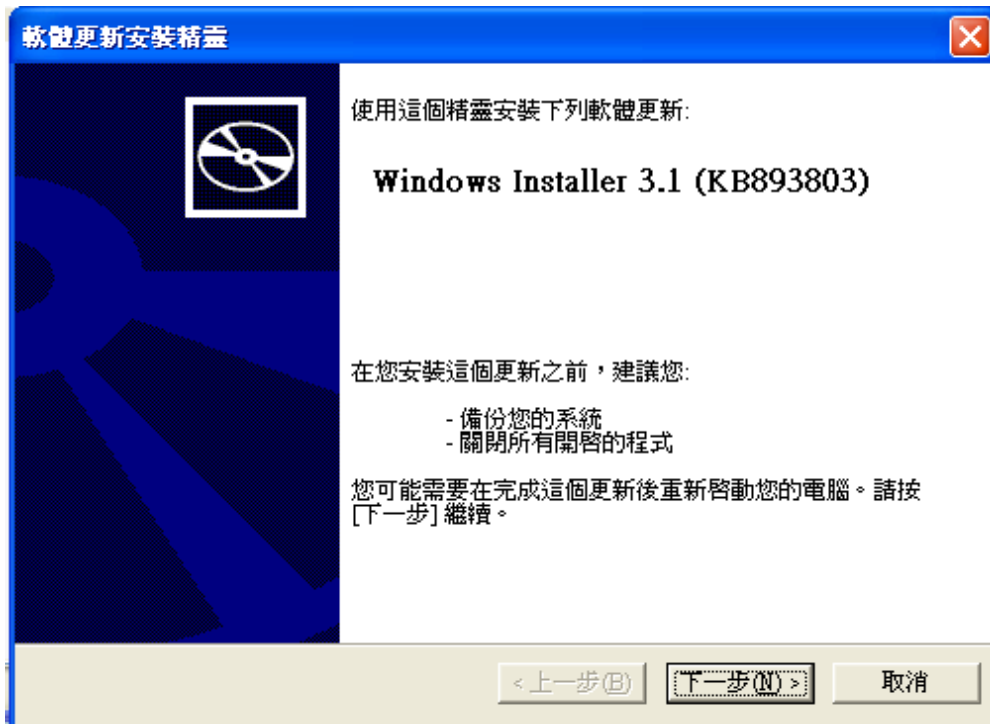 軟體更新安裝精靈
使用這個精靈安裝下列軟體更新:
Windows Installer 3.1 (KB893803)
在您安裝這個更新之前，建議您:
- 備份您的系統
- 關閉所有開啓的程式
您可能需要在完成這個更新後重新啓動您的電腦。請按
[下一步] 繼續。
< 上一步(B)
下一步(N) >
取消